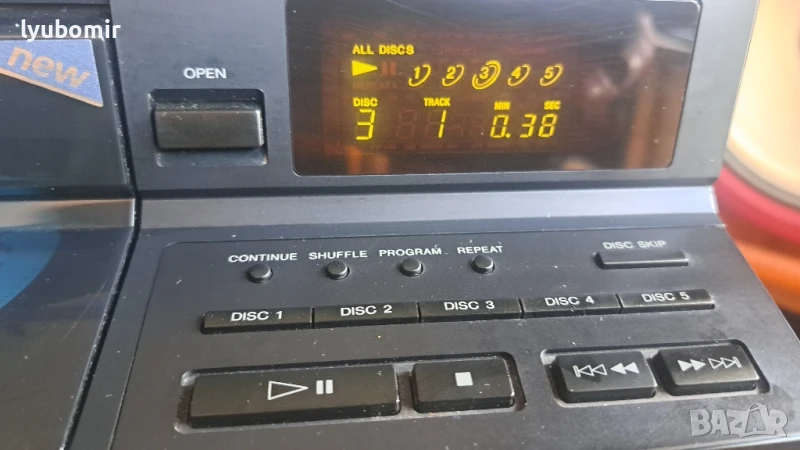 lyubomir
new
OPEN
ALL DISCS
1 2 3 4 5
DISC TRACK MIN SEC
3 1 0.38
CONTINUE SHUFFLE PROGRAM REPEAT
DISC SKIP
DISC 1 DISC 2 DISC 3 DISC 4 DISC 5
BAZAR